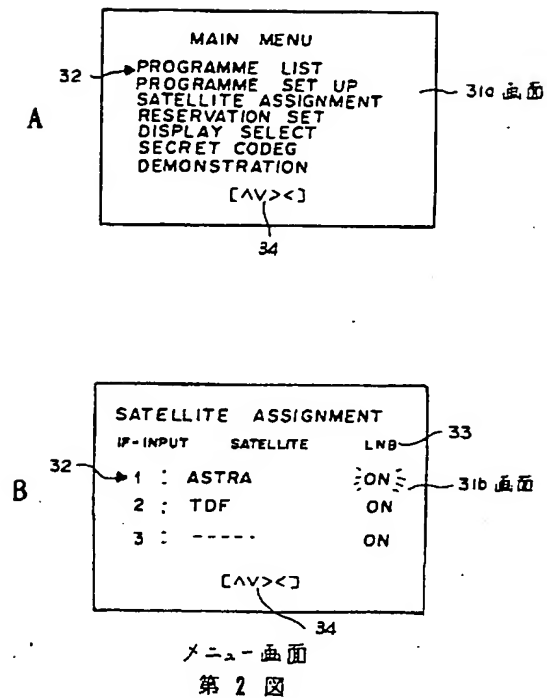 MAIN MENU
32 PROGRAMME LIST
PROGRAMME SET UP
A SATELLITE ASSIGNMENT 31a 画面
RESERVATION SET
DISPLAY SELECT
SECRET CODEG
DEMONSTRATION
[∧∨><]
34
SATELLITE ASSIGNMENT
IF-INPUT SATELLITE LNB 33
32 1 : ASTRA ON 31b 画面
B 2 : TDF ON
3 : ----- ON
[∧∨><]
34
メニュー画面
第2図